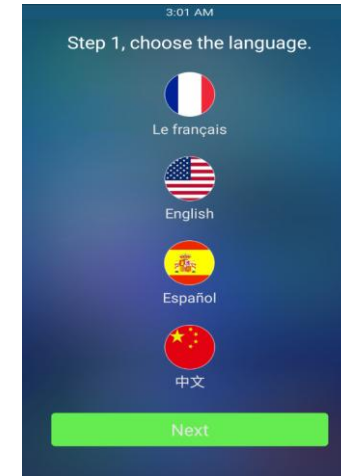 3:01 AM
Step 1, choose the language.
Le français
English
Español
中文
Next